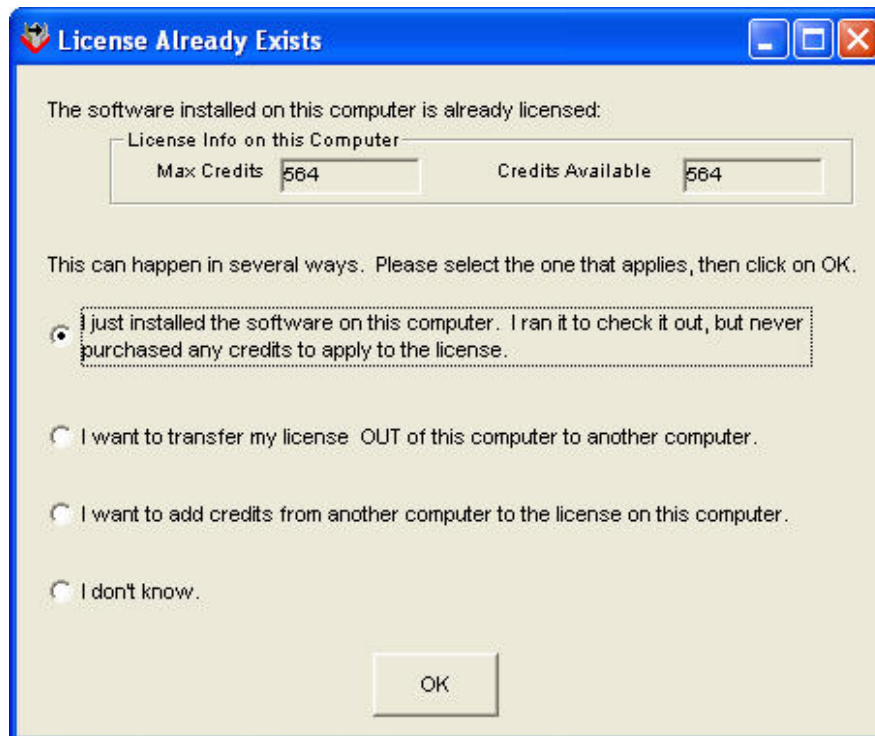 License Already Exists
The software installed on this computer is already licensed:
License Info on this Computer
Max Credits 564 Credits Available 564
This can happen in several ways.  Please select the one that applies, then click on OK.
I just installed the software on this computer.  I ran it to check it out, but never
purchased any credits to apply to the license.
I want to transfer my license  OUT of this computer to another computer.
I want to add credits from another computer to the license on this computer.
I don't know.
OK